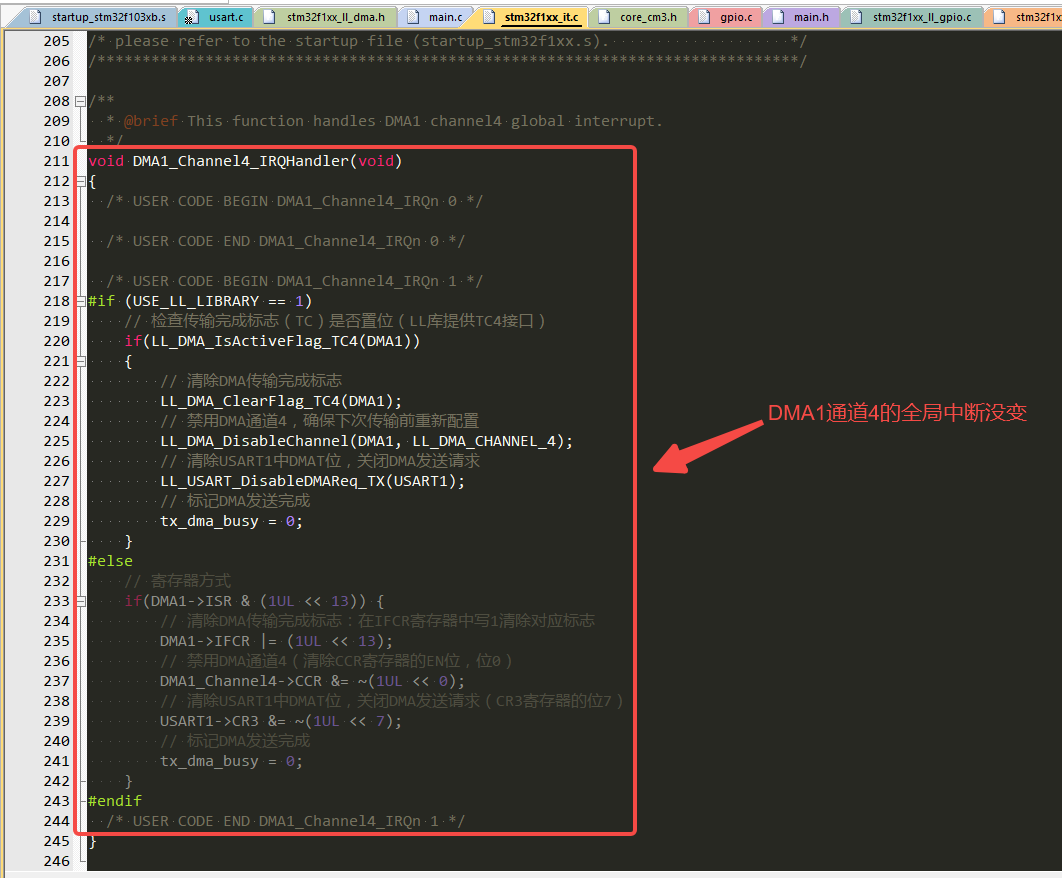 startup_stm32f103xb.s usart.c stm32f1xx_ll_dma.h main.c stm32f1xx_it.c core_cm3.h gpio.c main.h stm32f1xx_ll_gpio.c stm32f1x
205 /* please refer to the startup file (startup_stm32f1xx.s). */
206 /******************************************************************************/
207
208 /**
209 * @brief This function handles DMA1 channel4 global interrupt.
210 */
211 void DMA1_Channel4_IRQHandler(void)
212 {
213 /* USER CODE BEGIN DMA1_Channel4_IRQn 0 */
214
215 /* USER CODE END DMA1_Channel4_IRQn 0 */
216
217 /* USER CODE BEGIN DMA1_Channel4_IRQn 1 */
218 #if (USE_LL_LIBRARY == 1)
219 // 检查传输完成标志（TC）是否置位（LL库提供TC4接口）
220 if(LL_DMA_IsActiveFlag_TC4(DMA1))
221 {
222 // 清除DMA传输完成标志
223 LL_DMA_ClearFlag_TC4(DMA1);
224 // 禁用DMA通道4，确保下次传输前重新配置
225 LL_DMA_DisableChannel(DMA1, LL_DMA_CHANNEL_4);
226 // 清除USART1中DMAT位，关闭DMA发送请求
227 LL_USART_DisableDMAReq_TX(USART1);
228 // 标记DMA发送完成
229 tx_dma_busy = 0;
230 }
231 #else
232 // 寄存器方式
233 if(DMA1->ISR & (1UL << 13)) {
234 // 清除DMA传输完成标志：在IFCR寄存器中写1清除对应标志
235 DMA1->IFCR |= (1UL << 13);
236 // 禁用DMA通道4（清除CCR寄存器的EN位，位0）
237 DMA1_Channel4->CCR &= ~(1UL << 0);
238 // 清除USART1中DMAT位，关闭DMA发送请求（CR3寄存器的位7）
239 USART1->CR3 &= ~(1UL << 7);
240 // 标记DMA发送完成
241 tx_dma_busy = 0;
242 }
243 #endif
244 /* USER CODE END DMA1_Channel4_IRQn 1 */
245 }
246
DMA1通道4的全局中断没变